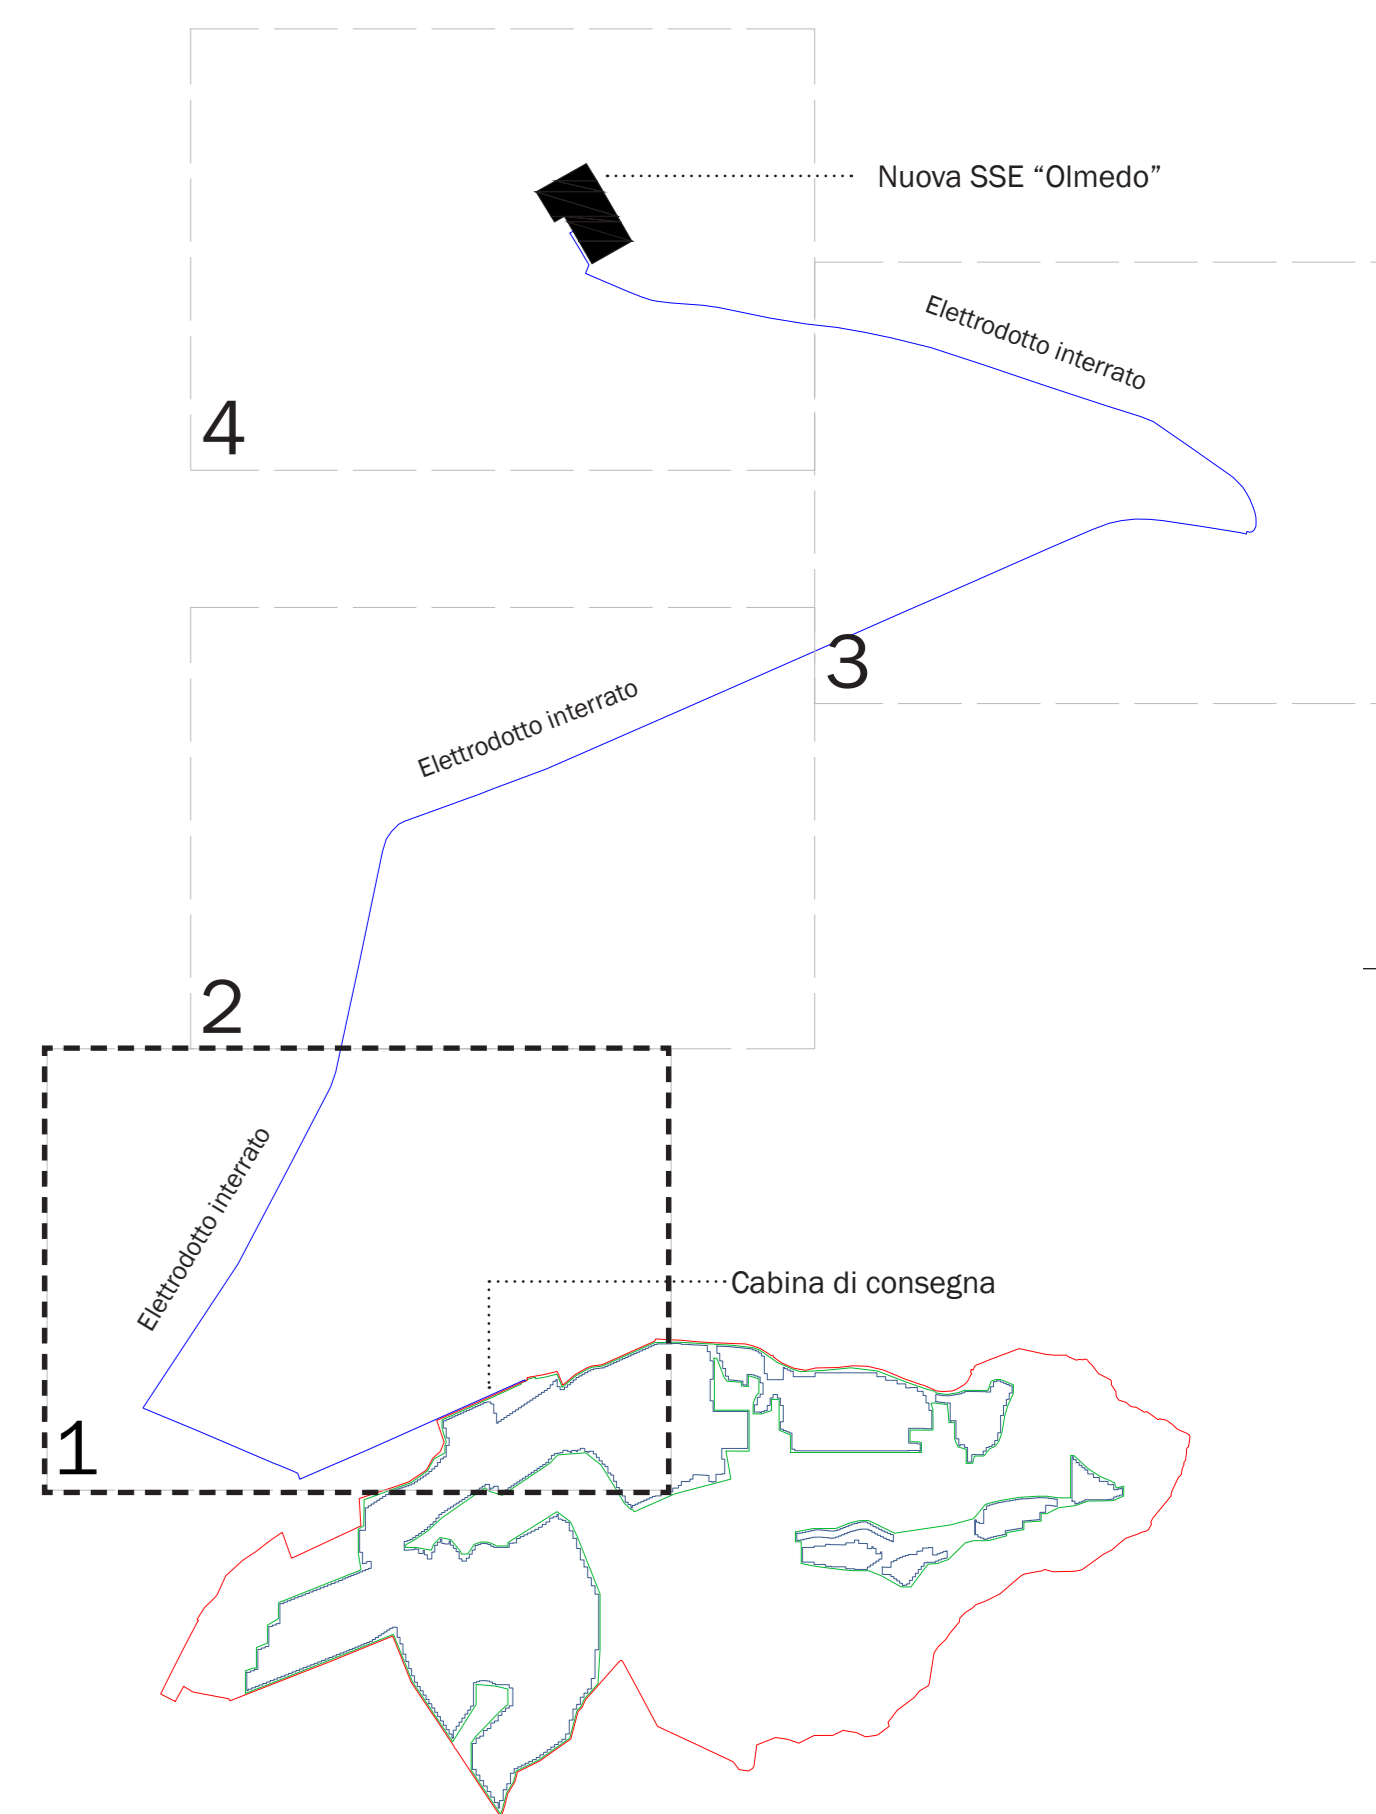 Nuova SSE “Olmedo”
Elettrodotto interrato
4
3
Elettrodotto interrato
2
Elettrodotto interrato
Cabina di consegna
1